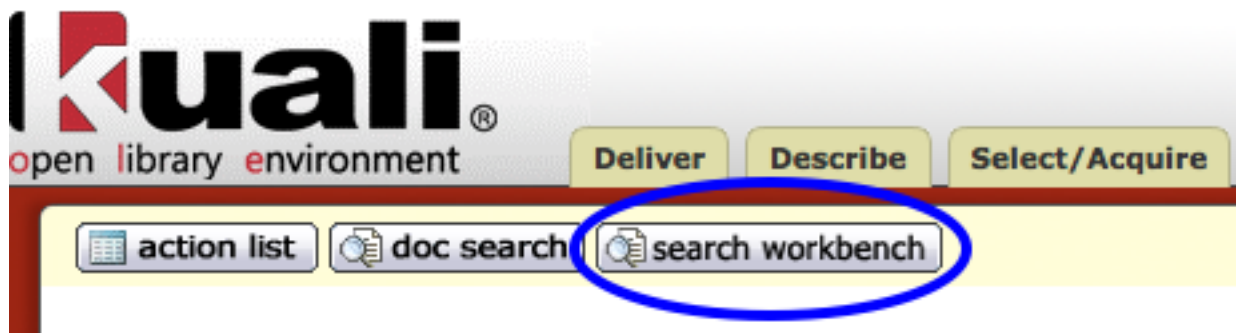 kuali®
open library environment
Deliver Describe Select/Acquire
action list doc search search workbench